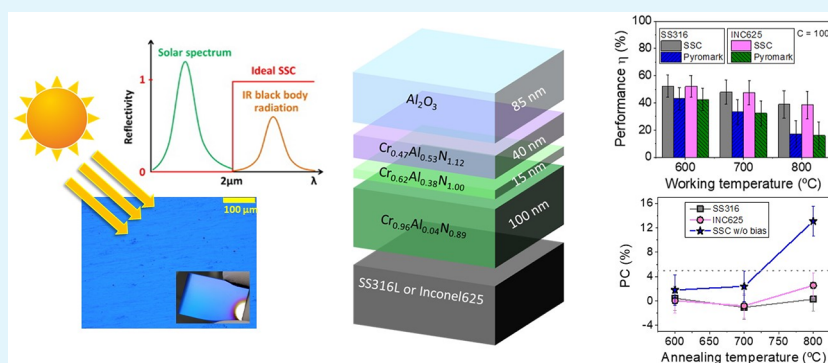 Solar spectrum
Ideal SSC
IR black body
radiation
Reflectivity
1
0
2μm
λ
100 μm
Al₂O₃
85 nm
Cr₀.₄₇Al₀.₅₃N₁.₁₂
40 nm
Cr₀.₆₂Al₀.₃₈N₁.₀₀
15 nm
Cr₀.₉₆Al₀.₀₄N₀.₈₉
100 nm
SS316L or Inconel625
Performance η (%)
100
80
60
40
20
0
SS316
INC625
C = 100
SSC
SSC
Pyromark
Pyromark
600
700
800
Working temperature (ºC)
PC (%)
16
12
8
4
0
-4
SS316
INC625
SSC w/o bias
600
700
800
Annealing temperature (ºC)